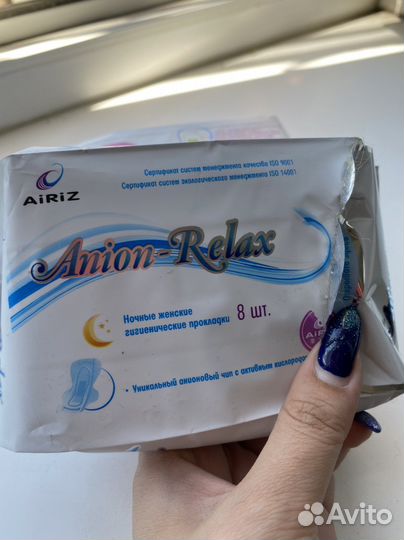 AiRiZ
Сертификат систем менеджмента качества ISO 9001
Сертификат систем экологического менеджмента ISO 14001
Anion-Relax
Ночные женские
гигиенические прокладки 8 шт.
• Уникальный анионовый чип с активным кислородо
Avito